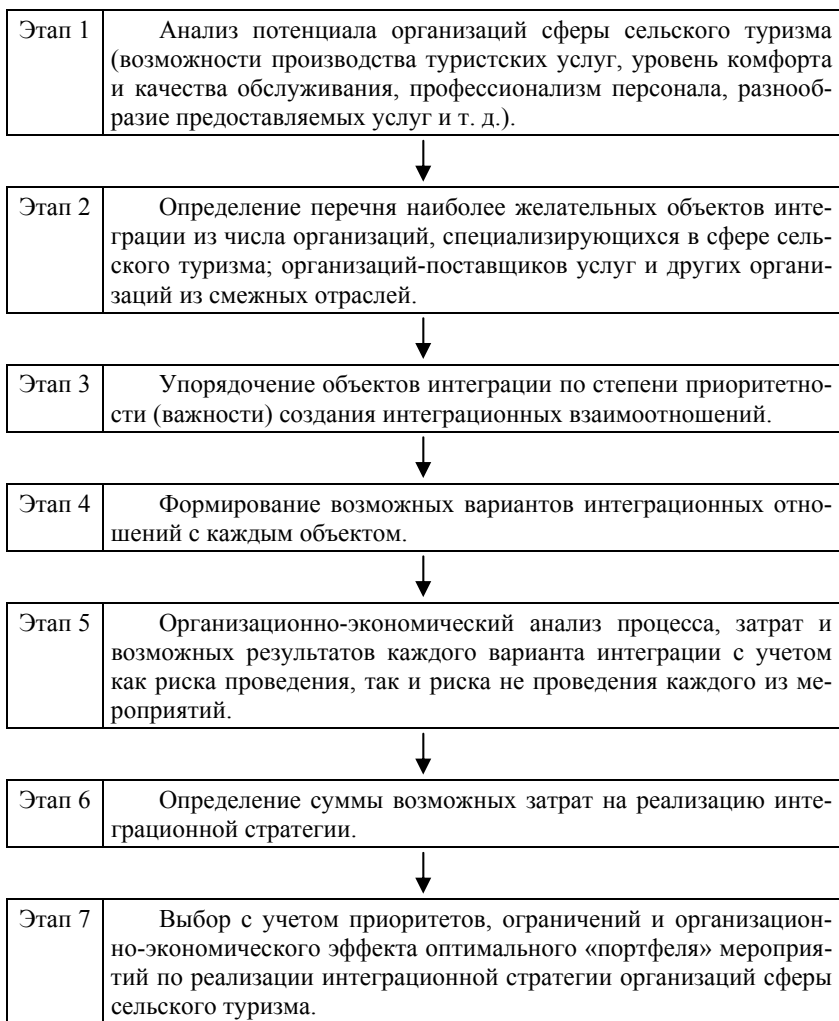 Этап 1 Анализ потенциала организаций сферы сельского туризма
(возможности производства туристских услуг, уровень комфорта
и качества обслуживания, профессионализм персонала, разнооб-
разие предоставляемых услуг и т. д.).
Этап 2 Определение перечня наиболее желательных объектов инте-
грации из числа организаций, специализирующихся в сфере сель-
ского туризма; организаций-поставщиков услуг и других органи-
заций из смежных отраслей.
Этап 3 Упорядочение объектов интеграции по степени приоритетно-
сти (важности) создания интеграционных взаимоотношений.
Этап 4 Формирование возможных вариантов интеграционных отно-
шений с каждым объектом.
Этап 5 Организационно-экономический анализ процесса, затрат и
возможных результатов каждого варианта интеграции с учетом
как риска проведения, так и риска не проведения каждого из ме-
роприятий.
Этап 6 Определение суммы возможных затрат на реализацию инте-
грационной стратегии.
Этап 7 Выбор с учетом приоритетов, ограничений и организацион-
но-экономического эффекта оптимального «портфеля» мероприя-
тий по реализации интеграционной стратегии организаций сферы
сельского туризма.